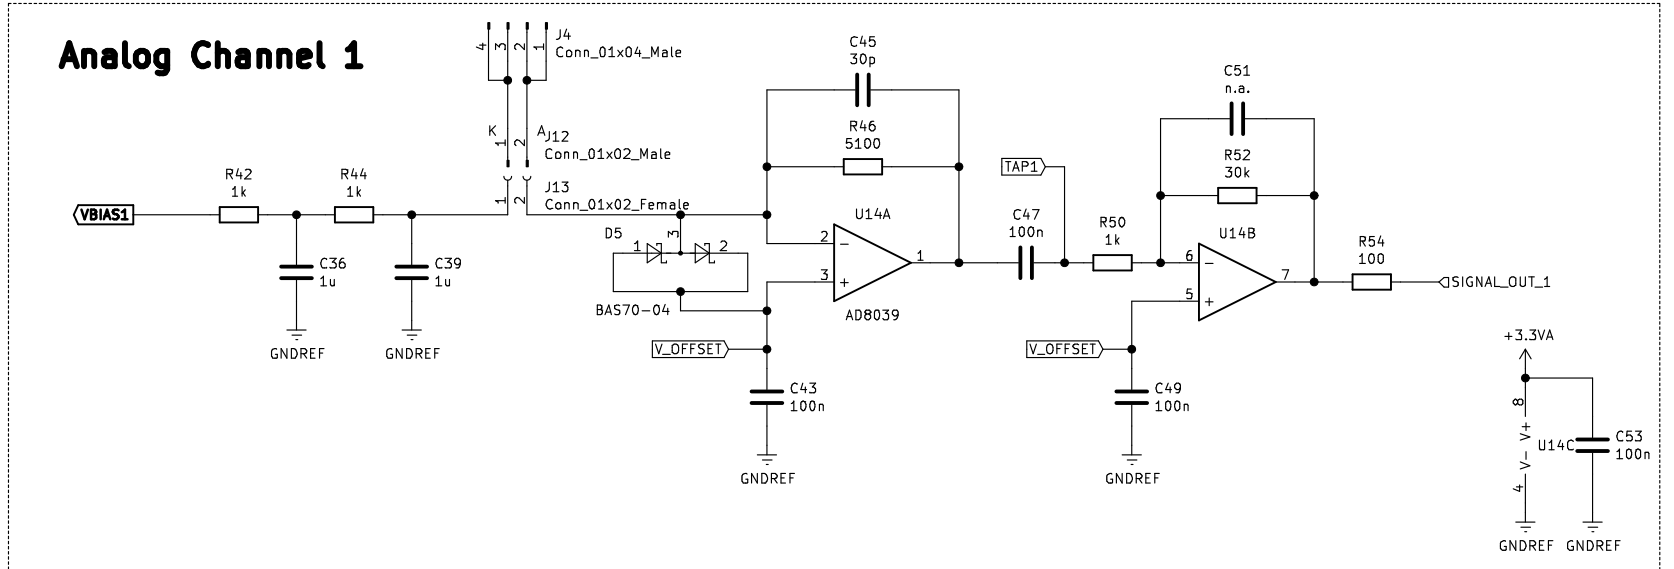 Analog Channel 1
4
3
2
1
J4
Conn_01x04_Male
K
1
2
A
J12
Conn_01x02_Male
J13
Conn_01x02_Female
1
2
VBIAS1
R42
1k
R44
1k
C36
1u
C39
1u
GNDREF
GNDREF
D5
1
3
2
BAS70-04
C45
30p
R46
5100
U14A
2
-
3
+
1
AD8039
V_OFFSET
C43
100n
GNDREF
TAP1
C47
100n
R50
1k
C51
n.a.
R52
30k
U14B
6
-
5
+
7
V_OFFSET
C49
100n
GNDREF
R54
100
SIGNAL_OUT_1
+3.3VA
8
V+
U14C
V-
4
C53
100n
GNDREF
GNDREF